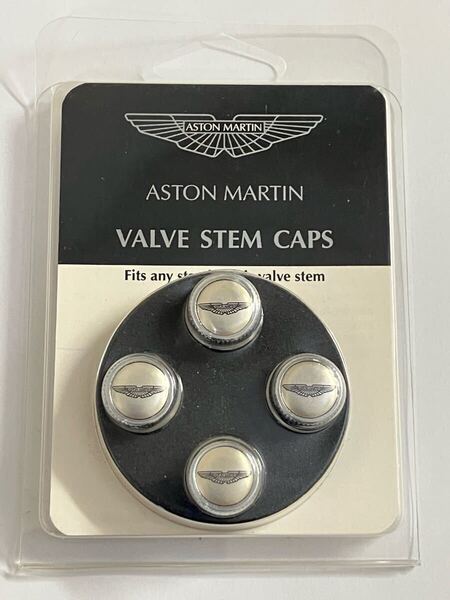 ASTON MARTIN
ASTON MARTIN
VALVE STEM CAPS
Fits any valve stem